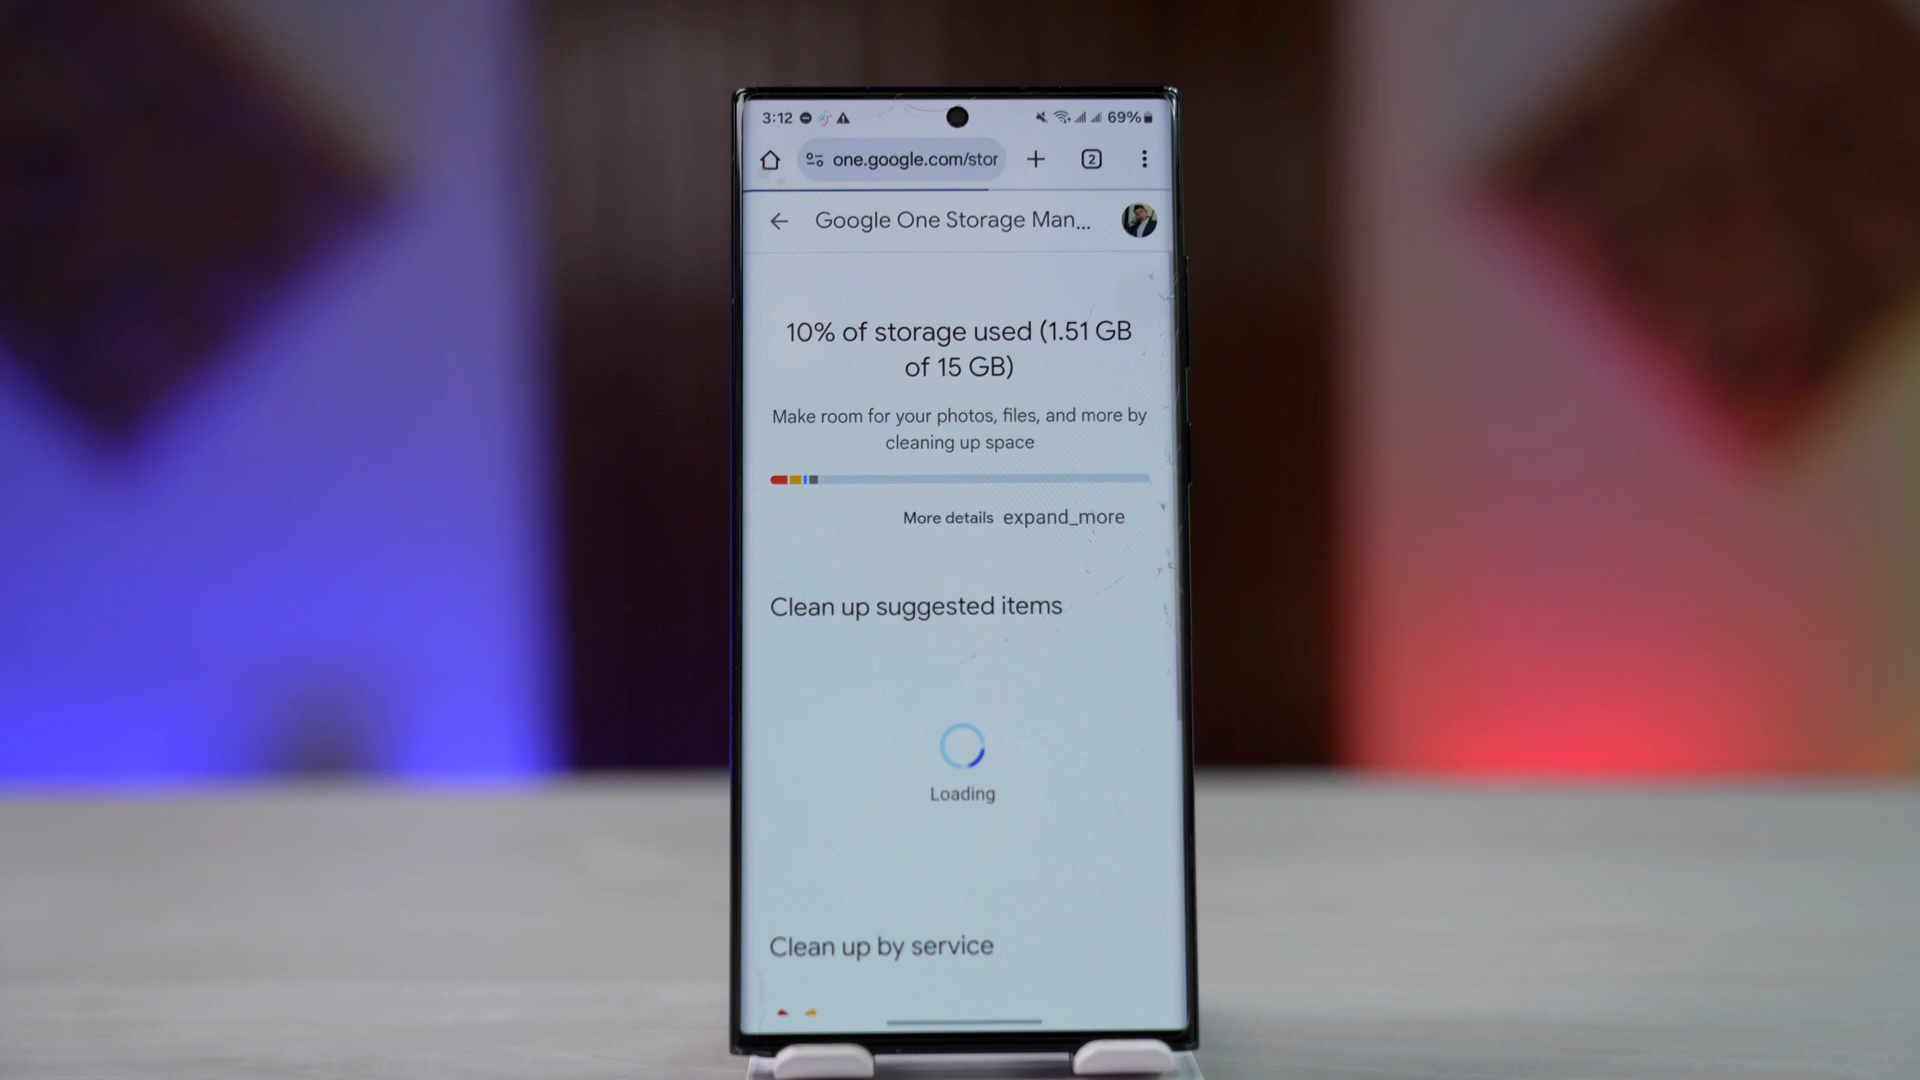 3:12
69%
one.google.com/stor
2
Google One Storage Man...
10% of storage used (1.51 GB
of 15 GB)
Make room for your photos, files, and more by
cleaning up space
More details expand_more
Clean up suggested items
Loading
Clean up by service